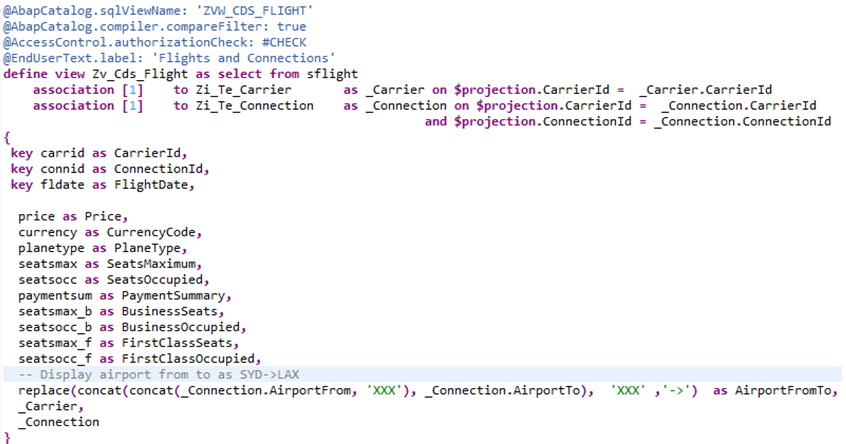 @AbapCatalog.sqlViewName: 'ZVW_CDS_FLIGHT'
@AbapCatalog.compiler.compareFilter: true
@AccessControl.authorizationCheck: #CHECK
@EndUserText.label: 'Flights and Connections'
define view Zv_Cds_Flight as select from sflight
association [1] to Zi_Te_Carrier as _Carrier on $projection.CarrierId = _Carrier.CarrierId
association [1] to Zi_Te_Connection as _Connection on $projection.CarrierId = _Connection.CarrierId
and $projection.ConnectionId = _Connection.ConnectionId
{
key carrid as CarrierId,
key connid as ConnectionId,
key fldate as FlightDate,
price as Price,
currency as CurrencyCode,
planetype as PlaneType,
seatsmax as SeatsMaximum,
seatsocc as SeatsOccupied,
paymentsum as PaymentSummary,
seatsmax_b as BusinessSeats,
seatsocc_b as BusinessOccupied,
seatsmax_f as FirstClassSeats,
seatsocc_f as FirstClassOccupied,
-- Display airport from to as SYD->LAX
replace(concat(concat(_Connection.AirportFrom, 'XXX'), _Connection.AirportTo), 'XXX' ,'->') as AirportFromTo,
_Carrier,
_Connection
}